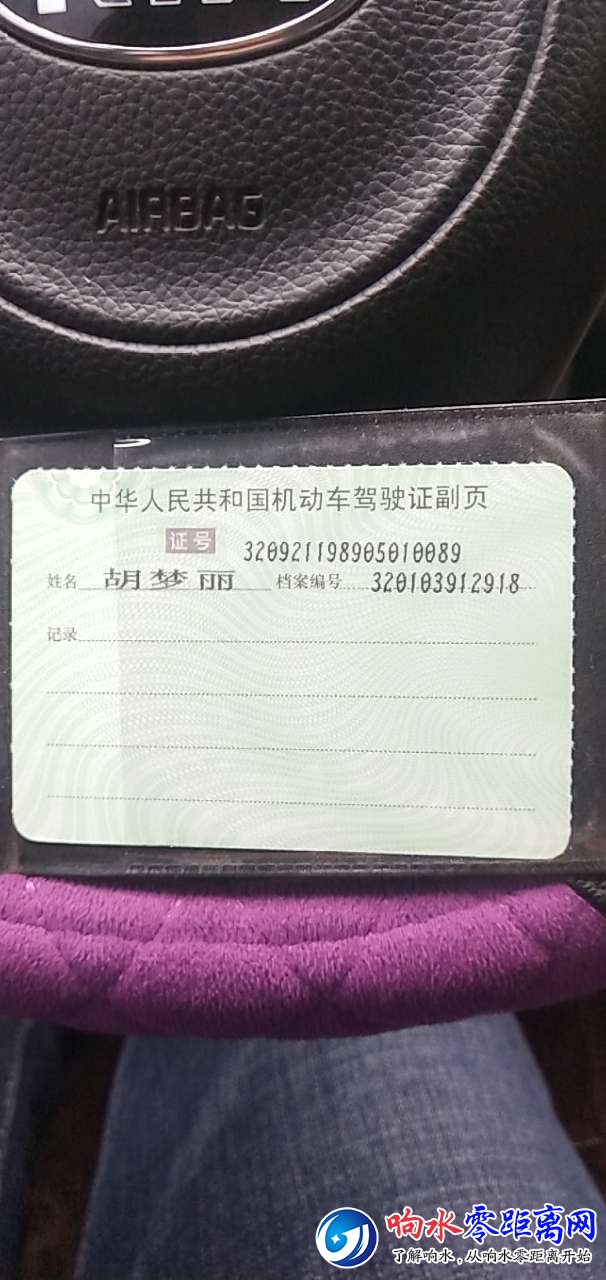 AIRBAG
中华人民共和国机动车驾驶证副页
证号 320921198905010089
姓名 胡梦丽 档案编号 320103912918
记录
响水零距离网
了解响水,从响水零距离开始